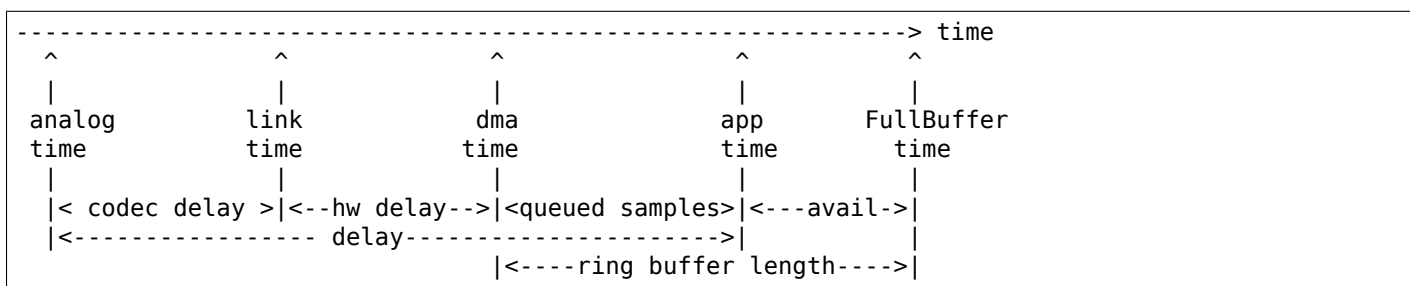 --------------------------------------------------------------> time
  ^               ^              ^                ^           ^
  |               |              |                |           |
 analog         link            dma              app       FullBuffer
 time           time           time              time        time
  |               |              |                |           |
  |< codec delay >|<--hw delay-->|<queued samples>|<---avail->|
  |<----------------- delay---------------------->|           |
                                 |<----ring buffer length---->|